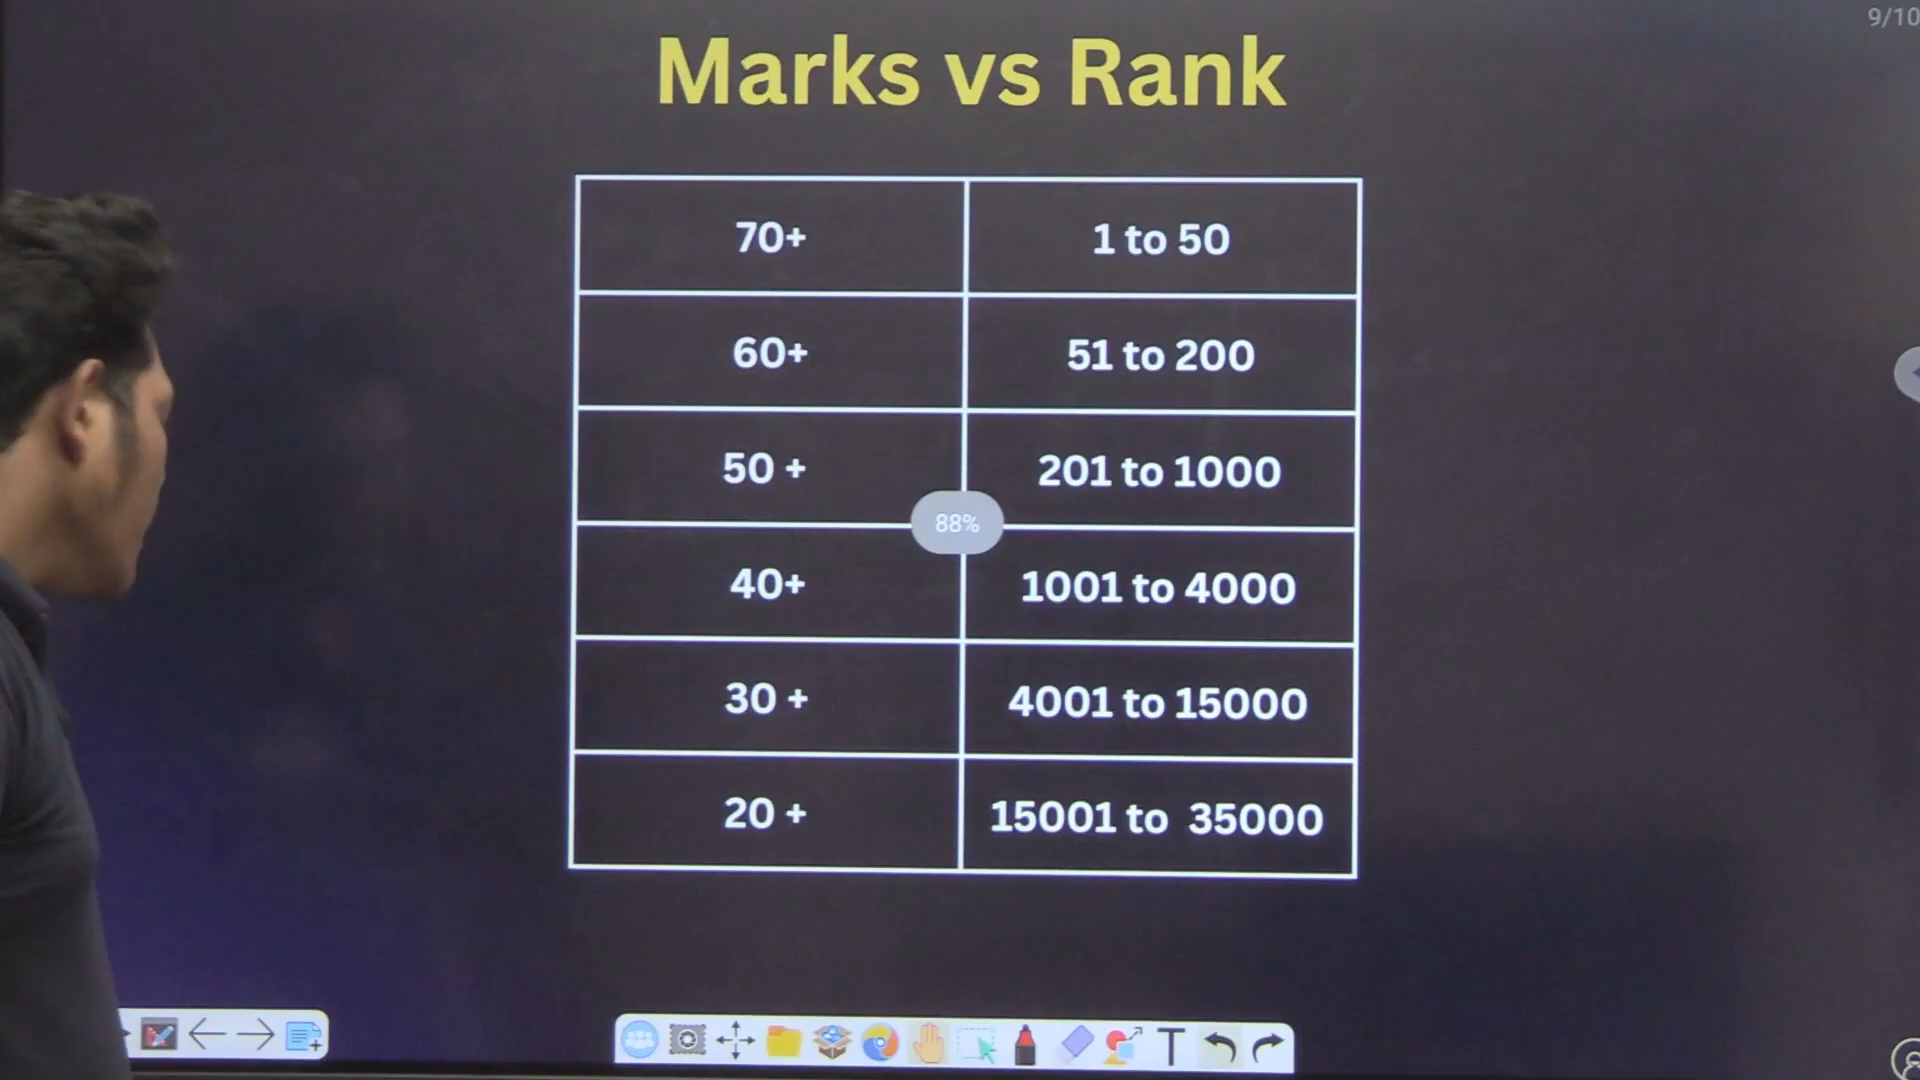 9/10
Marks vs Rank
70+ 1 to 50
60+ 51 to 200
50 + 201 to 1000
88%
40+ 1001 to 4000
30 + 4001 to 15000
20 + 15001 to 35000
T